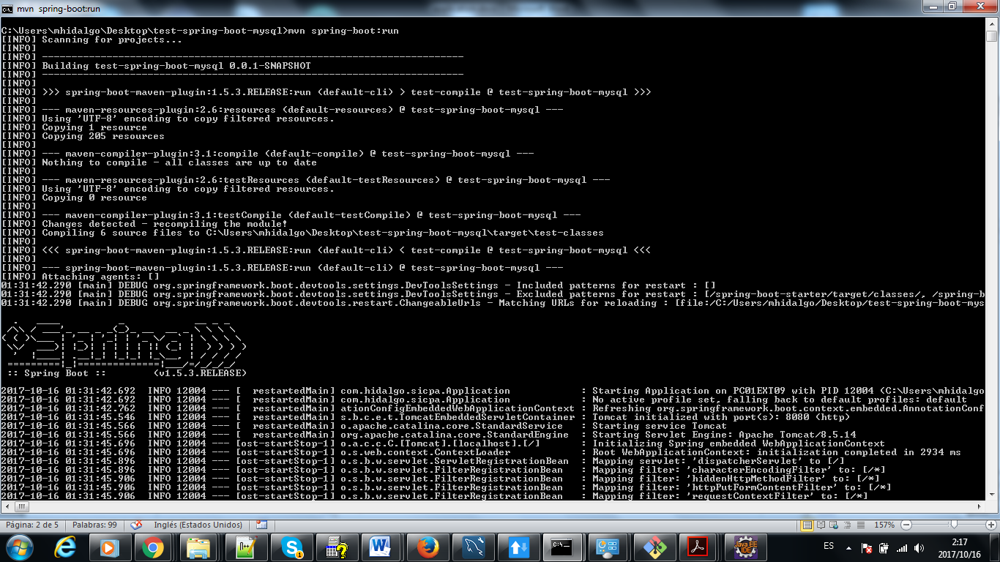 mvn  spring-boot:run
C:\Users\mhidalgo\Desktop\test-spring-boot-mysql>mvn spring-boot:run
[INFO] Scanning for projects...
[INFO]
[INFO] ------------------------------------------------------------------------
[INFO] Building test-spring-boot-mysql 0.0.1-SNAPSHOT
[INFO] ------------------------------------------------------------------------
[INFO]
[INFO] >>> spring-boot-maven-plugin:1.5.3.RELEASE:run (default-cli) > test-compile @ test-spring-boot-mysql >>>
[INFO]
[INFO] --- maven-resources-plugin:2.6:resources (default-resources) @ test-spring-boot-mysql ---
[INFO] Using 'UTF-8' encoding to copy filtered resources.
[INFO] Copying 1 resource
[INFO] Copying 205 resources
[INFO]
[INFO] --- maven-compiler-plugin:3.1:compile (default-compile) @ test-spring-boot-mysql ---
[INFO] Nothing to compile - all classes are up to date
[INFO]
[INFO] --- maven-resources-plugin:2.6:testResources (default-testResources) @ test-spring-boot-mysql ---
[INFO] Using 'UTF-8' encoding to copy filtered resources.
[INFO] Copying 0 resource
[INFO]
[INFO] --- maven-compiler-plugin:3.1:testCompile (default-testCompile) @ test-spring-boot-mysql ---
[INFO] Changes detected - recompiling the module!
[INFO] Compiling 6 source files to C:\Users\mhidalgo\Desktop\test-spring-boot-mysql\target\test-classes
[INFO]
[INFO] <<< spring-boot-maven-plugin:1.5.3.RELEASE:run (default-cli) < test-compile @ test-spring-boot-mysql <<<
[INFO]
[INFO] --- spring-boot-maven-plugin:1.5.3.RELEASE:run (default-cli) @ test-spring-boot-mysql ---
[INFO] Attaching agents: []
01:31:42.290 [main] DEBUG org.springframework.boot.devtools.settings.DevToolsSettings - Included patterns for restart : []
01:31:42.290 [main] DEBUG org.springframework.boot.devtools.settings.DevToolsSettings - Excluded patterns for restart : [/spring-boot-starter/target/classes/, /spring-b
01:31:42.290 [main] DEBUG org.springframework.boot.devtools.restart.ChangeableUrls - Matching URLs for reloading : [file:/C:/Users/mhidalgo/Desktop/test-spring-boot-mys
Spring
:: Spring Boot ::        (v1.5.3.RELEASE)
2017-10-16 01:31:42.692  INFO 12004 --- [  restartedMain] com.hidalgo.sicpa.Application            : Starting Application on PC01EXT09 with PID 12004 (C:\Users\mhidalgo
2017-10-16 01:31:42.692  INFO 12004 --- [  restartedMain] com.hidalgo.sicpa.Application            : No active profile set, falling back to default profiles: default
2017-10-16 01:31:42.762  INFO 12004 --- [  restartedMain] ationConfigEmbeddedWebApplicationContext : Refreshing org.springframework.boot.context.embedded.AnnotationConf
2017-10-16 01:31:45.546  INFO 12004 --- [  restartedMain] s.b.c.e.t.TomcatEmbeddedServletContainer : Tomcat initialized with port(s): 8080 (http)
2017-10-16 01:31:45.566  INFO 12004 --- [  restartedMain] o.apache.catalina.core.StandardService   : Starting service Tomcat
2017-10-16 01:31:45.566  INFO 12004 --- [  restartedMain] org.apache.catalina.core.StandardEngine  : Starting Servlet Engine: Apache Tomcat/8.5.14
2017-10-16 01:31:45.696  INFO 12004 --- [ost-startStop-1] o.a.c.c.C.[Tomcat].[localhost].[/]       : Initializing Spring embedded WebApplicationContext
2017-10-16 01:31:45.696  INFO 12004 --- [ost-startStop-1] o.s.web.context.ContextLoader            : Root WebApplicationContext: initialization completed in 2934 ms
2017-10-16 01:31:45.896  INFO 12004 --- [ost-startStop-1] o.s.b.w.servlet.ServletRegistrationBean  : Mapping servlet: 'dispatcherServlet' to [/]
2017-10-16 01:31:45.896  INFO 12004 --- [ost-startStop-1] o.s.b.w.servlet.FilterRegistrationBean   : Mapping filter: 'characterEncodingFilter' to: [/*]
2017-10-16 01:31:45.906  INFO 12004 --- [ost-startStop-1] o.s.b.w.servlet.FilterRegistrationBean   : Mapping filter: 'hiddenHttpMethodFilter' to: [/*]
2017-10-16 01:31:45.906  INFO 12004 --- [ost-startStop-1] o.s.b.w.servlet.FilterRegistrationBean   : Mapping filter: 'httpPutFormContentFilter' to: [/*]
2017-10-16 01:31:45.906  INFO 12004 --- [ost-startStop-1] o.s.b.w.servlet.FilterRegistrationBean   : Mapping filter: 'requestContextFilter' to: [/*]
Página: 2 de 5 Palabras: 99 Inglés (Estados Unidos) 157%
ES 2:17
2017/10/16
Java EE
IDE